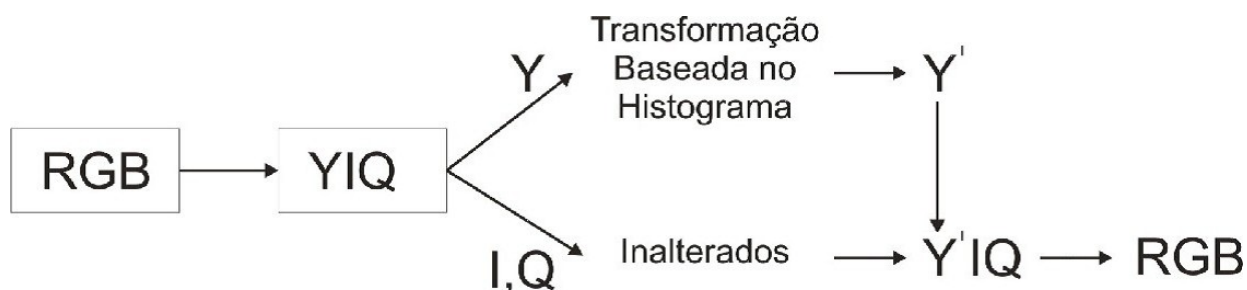 Transformação
Baseada no
Histograma
Y
Y'
RGB
YIQ
I,Q
Inalterados
Y'IQ
RGB